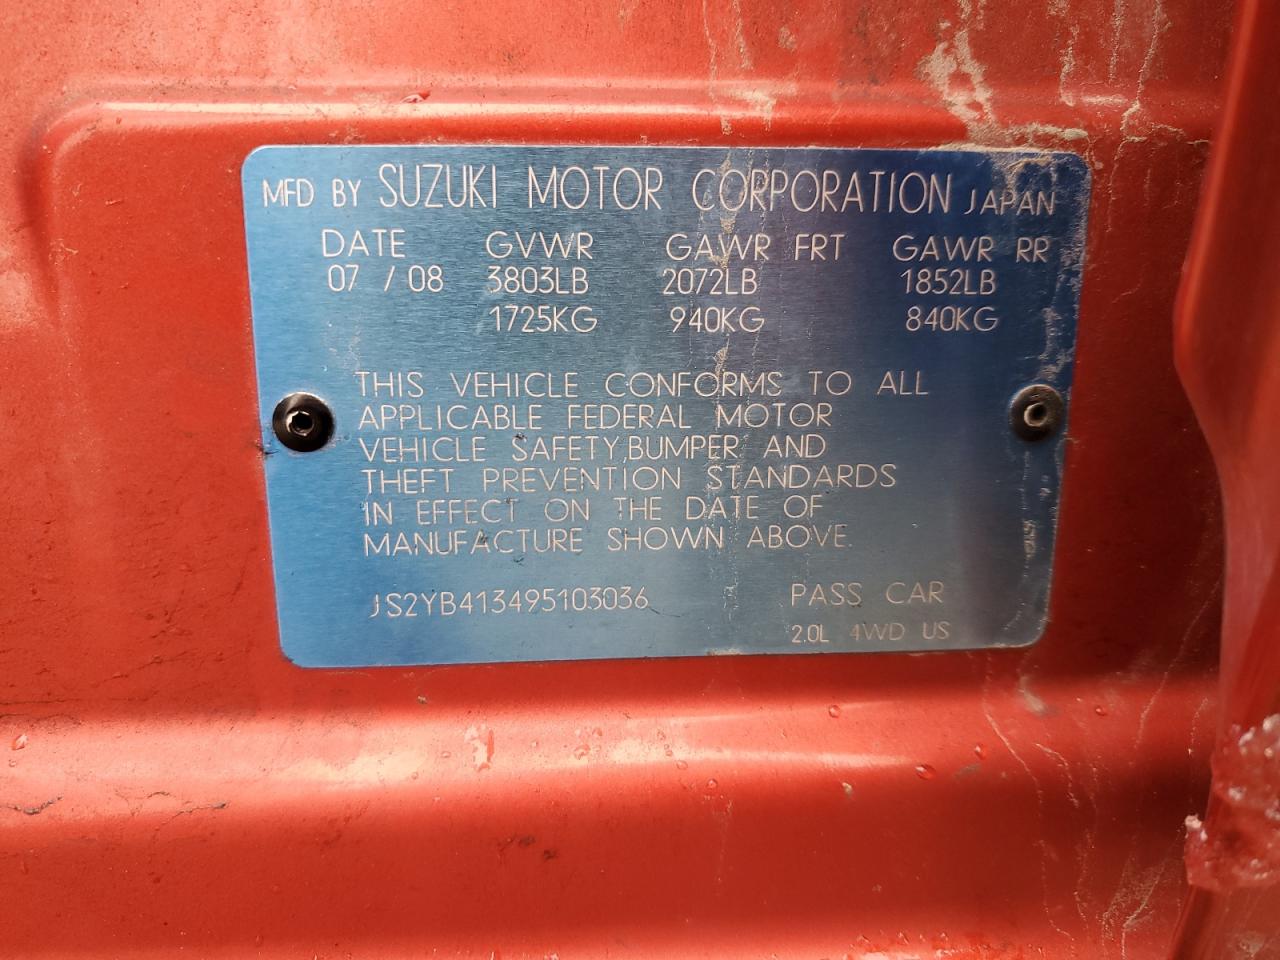 MFD BY SUZUKI MOTOR CORPORATION JAPAN
DATE GVWR GAWR FRT GAWR RR
07 / 08 3803LB 2072LB 1852LB
1725KG 940KG 840KG
THIS VEHICLE CONFORMS TO ALL
APPLICABLE FEDERAL MOTOR
VEHICLE SAFETY,BUMPER AND
THEFT PREVENTION STANDARDS
IN EFFECT ON THE DATE OF
MANUFACTURE SHOWN ABOVE.
JS2YB413495103036 PASS CAR
2.0L 4WD US